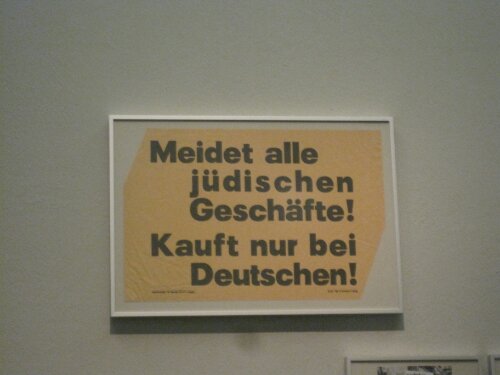 Meidet alle
jüdischen
Geschäfte!
Kauft nur bei
Deutschen!